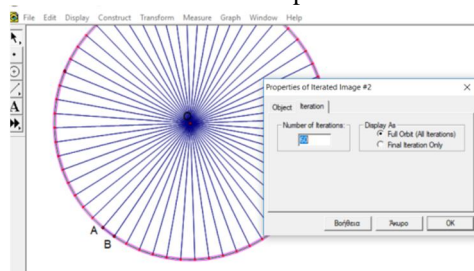 File Edit Display Construct Transform Measure Graph Window Help
A
Properties of Iterated Image #2
Object Iteration
Number of Iterations:
60
Display As
Full Orbit (All Iterations)
Final Iteration Only
Βοήθεια Άκυρο OK
A
B